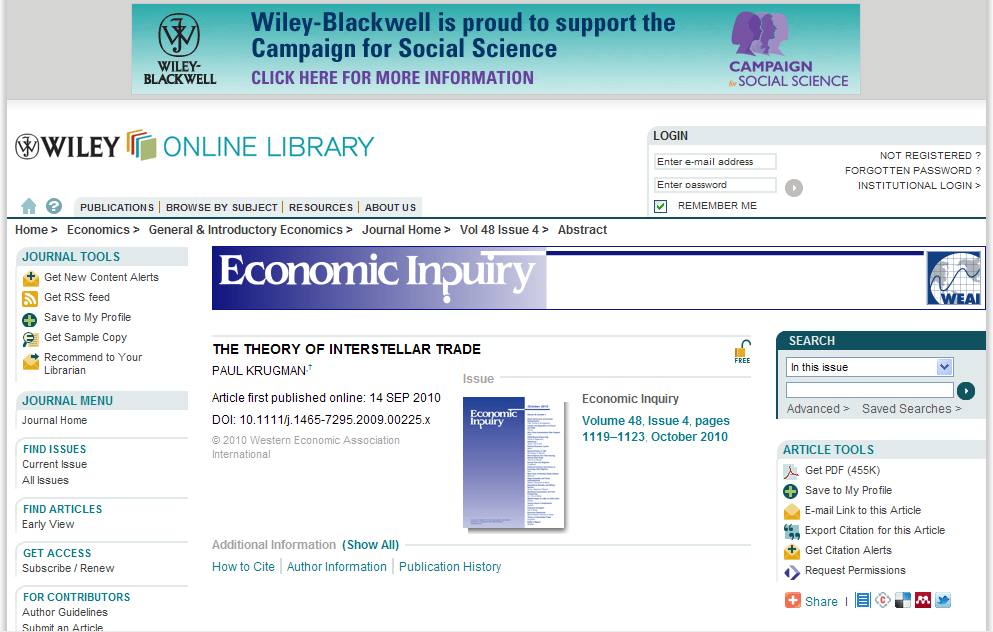 Wiley-Blackwell is proud to support the
Campaign for Social Science
CLICK HERE FOR MORE INFORMATION
WILEY-
BLACKWELL
CAMPAIGN
for SOCIAL SCIENCE
WILEY ONLINE LIBRARY
LOGIN
Enter e-mail address
Enter password
REMEMBER ME
NOT REGISTERED ?
FORGOTTEN PASSWORD ?
INSTITUTIONAL LOGIN >
PUBLICATIONS | BROWSE BY SUBJECT | RESOURCES | ABOUT US
Home > Economics > General & Introductory Economics > Journal Home > Vol 48 Issue 4 > Abstract
JOURNAL TOOLS
Get New Content Alerts
Get RSS feed
Save to My Profile
Get Sample Copy
Recommend to Your
Librarian
JOURNAL MENU
Journal Home
FIND ISSUES
Current Issue
All Issues
FIND ARTICLES
Early View
GET ACCESS
Subscribe / Renew
FOR CONTRIBUTORS
Author Guidelines
Submit an Article
Economic Inquiry
WEAI
THE THEORY OF INTERSTELLAR TRADE
FREE
PAUL KRUGMAN†
Article first published online: 14 SEP 2010
DOI: 10.1111/j.1465-7295.2009.00225.x
© 2010 Western Economic Association
International
Issue
Economic
Inquiry
Economic Inquiry
Volume 48, Issue 4, pages
1119–1123, October 2010
Additional Information (Show All)
How to Cite | Author Information | Publication History
SEARCH
In this issue
Advanced > Saved Searches >
ARTICLE TOOLS
Get PDF (455K)
Save to My Profile
E-mail Link to this Article
Export Citation for this Article
Get Citation Alerts
Request Permissions
Share |